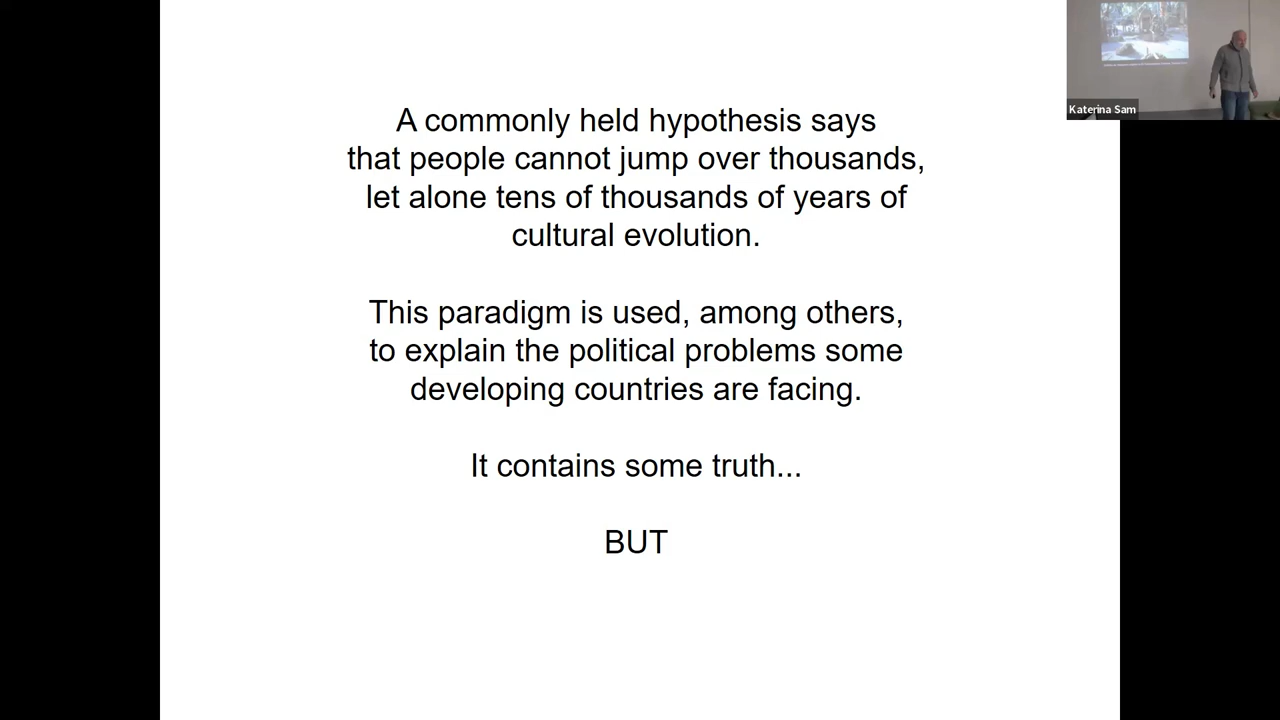 A commonly held hypothesis says
that people cannot jump over thousands,
let alone tens of thousands of years of
cultural evolution.
This paradigm is used, among others,
to explain the political problems some
developing countries are facing.
It contains some truth...
BUT
Katerina Sam